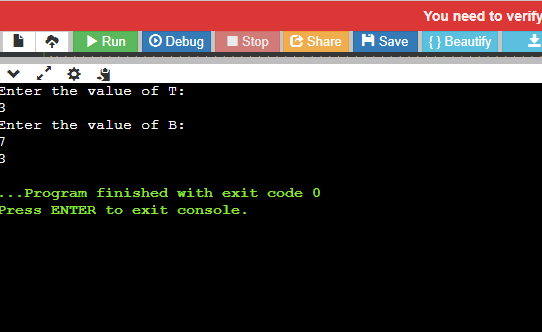 You need to verify
Run Debug Stop Share Save { } Beautify
Enter the value of T:
3
Enter the value of B:
7
3
...Program finished with exit code 0
Press ENTER to exit console.